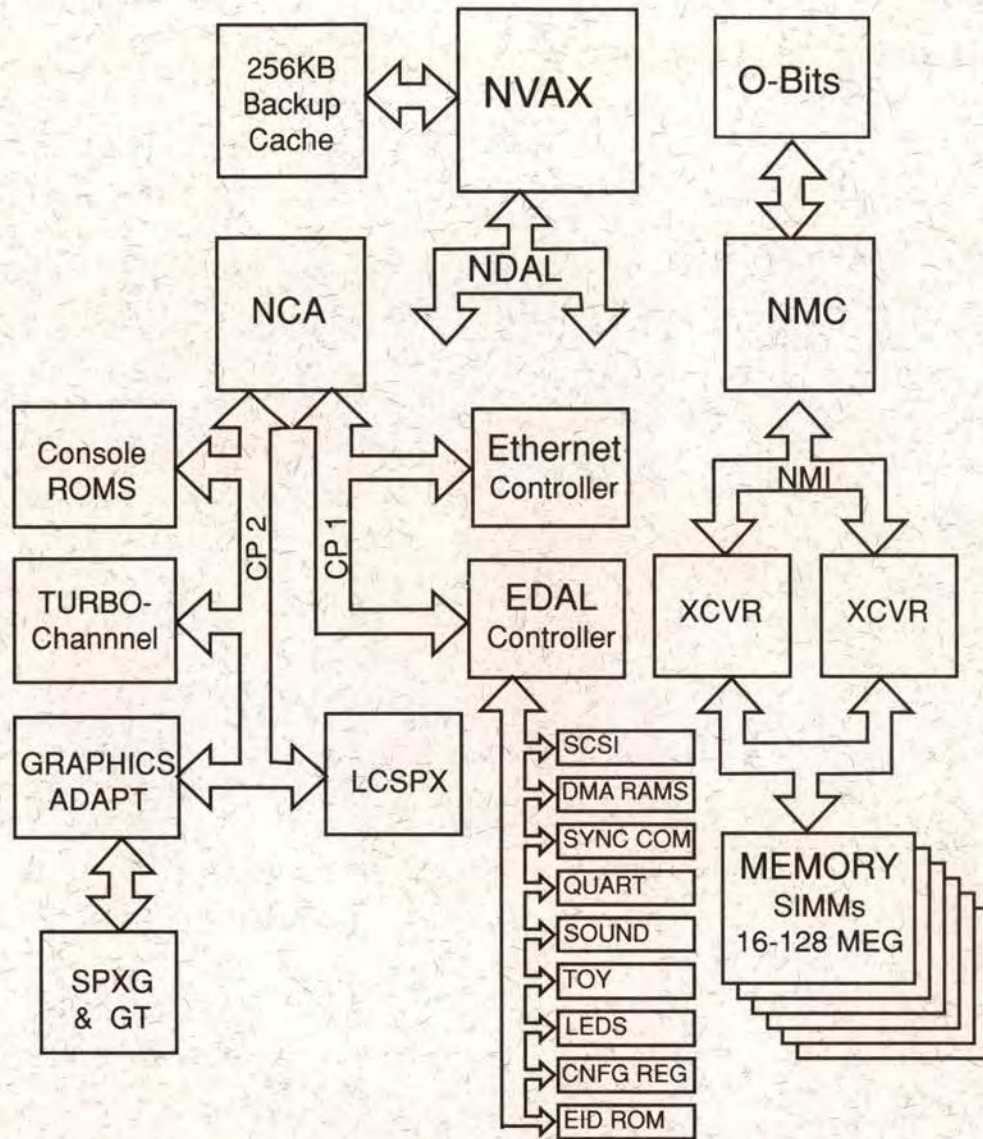 256KB
Backup
Cache
NVAX
O-Bits
NDAL
NCA
NMC
Console
ROMS
Ethernet
Controller
NMI
CP 2
CP 1
TURBO-
Channnel
EDAL
Controller
XCVR
XCVR
GRAPHICS
ADAPT
LCSPX
SCSI
DMA RAMS
SYNC COM
QUART
SOUND
TOY
LEDS
CNFG REG
EID ROM
MEMORY
SIMMs
16-128 MEG
SPXG
& GT